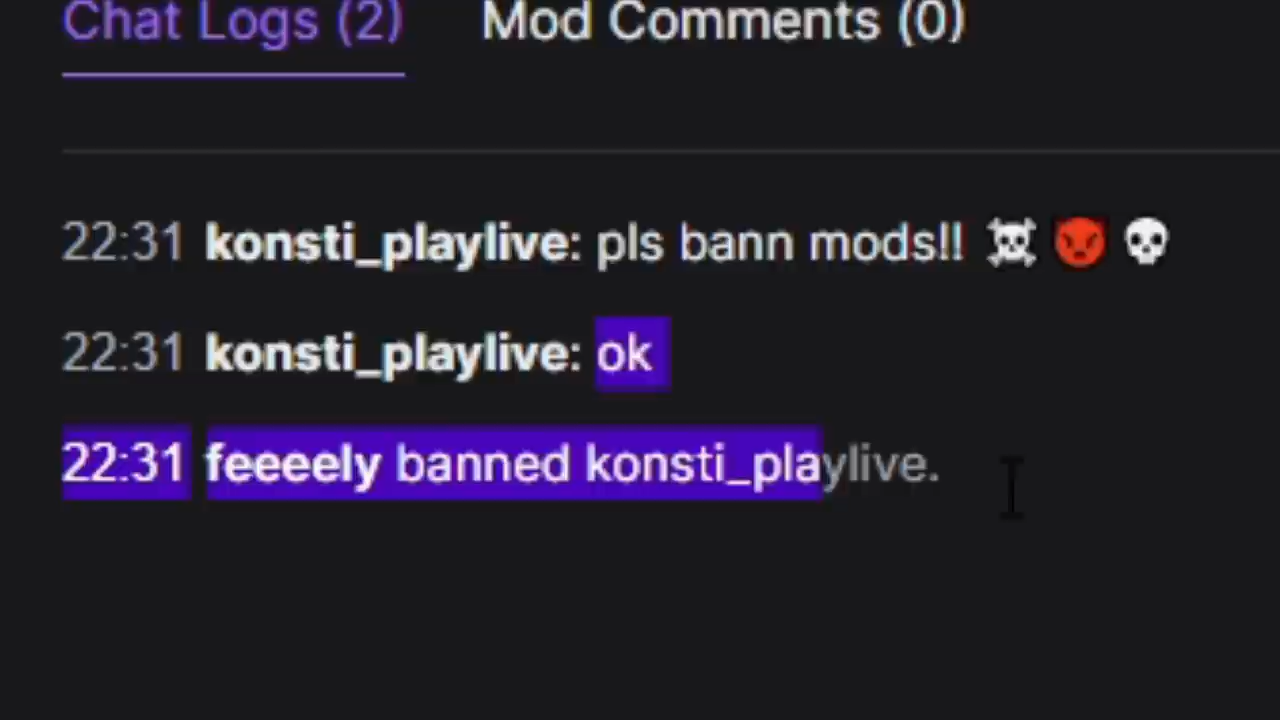 Chat Logs (2) Mod Comments (0)
22:31 konsti_playlive: pls bann mods!! ☠️ 😡 💀
22:31 konsti_playlive: ok
22:31 feeeely banned konsti_playlive.